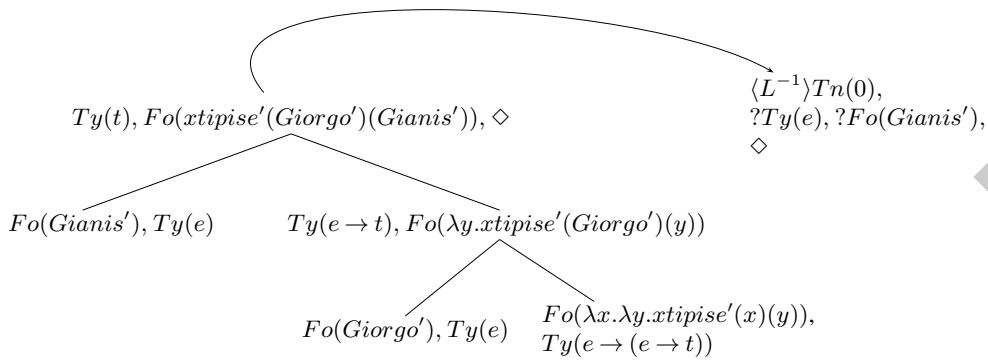 ⟨L⁻¹⟩Tn(0),
Ty(t), Fo(xtipise′(Giorgo′)(Gianis′)), ◇
?Ty(e), ?Fo(Gianis′),
◇
Fo(Gianis′), Ty(e)
Ty(e → t), Fo(λy.xtipise′(Giorgo′)(y))
Fo(Giorgo′), Ty(e)
Fo(λx.λy.xtipise′(x)(y)),
Ty(e → (e → t))